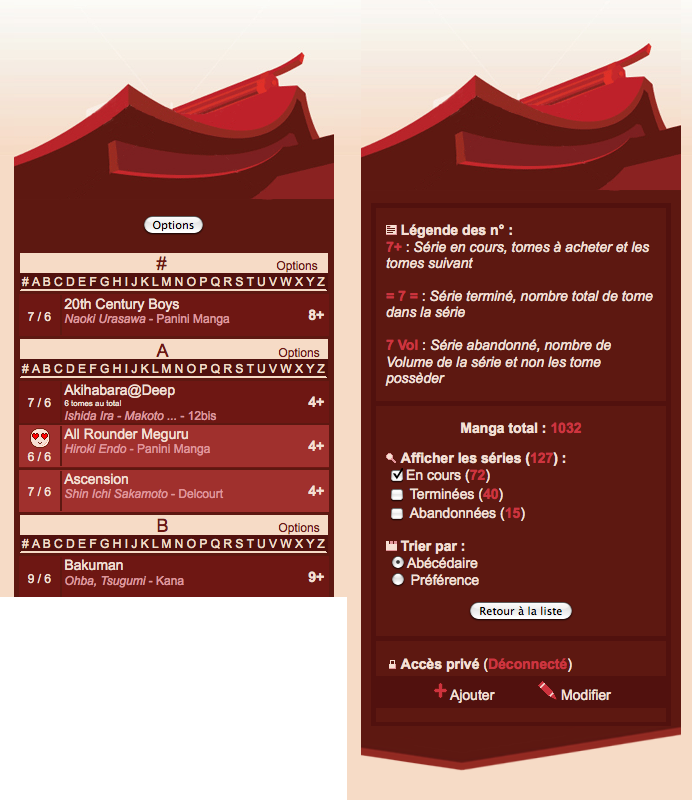 Options
#
Options
# A B C D E F G H I J K L M N O P Q R S T U V W X Y Z
7 / 6
20th Century Boys
Naoki Urasawa - Panini Manga
8+
A
Options
# A B C D E F G H I J K L M N O P Q R S T U V W X Y Z
7 / 6
Akihabara@Deep
6 tomes au total
Ishida Ira - Makoto ... - 12bis
4+
6 / 6
All Rounder Meguru
Hiroki Endo - Panini Manga
4+
7 / 6
Ascension
Shin Ichi Sakamoto - Delcourt
4+
B
Options
# A B C D E F G H I J K L M N O P Q R S T U V W X Y Z
9 / 6
Bakuman
Ohba, Tsugumi - Kana
9+
Légende des n° :
7+ : Série en cours, tomes à acheter et les
tomes suivant
= 7 = : Série terminé, nombre total de tome
dans la série
7 Vol : Série abandonné, nombre de
Volume de la série et non les tome
possèder
Manga total : 1032
Afficher les séries (127) :
En cours (72)
Terminées (40)
Abandonnées (15)
Trier par :
Abécédaire
Préférence
Retour à la liste
Accès privé (Déconnecté)
Ajouter
Modifier